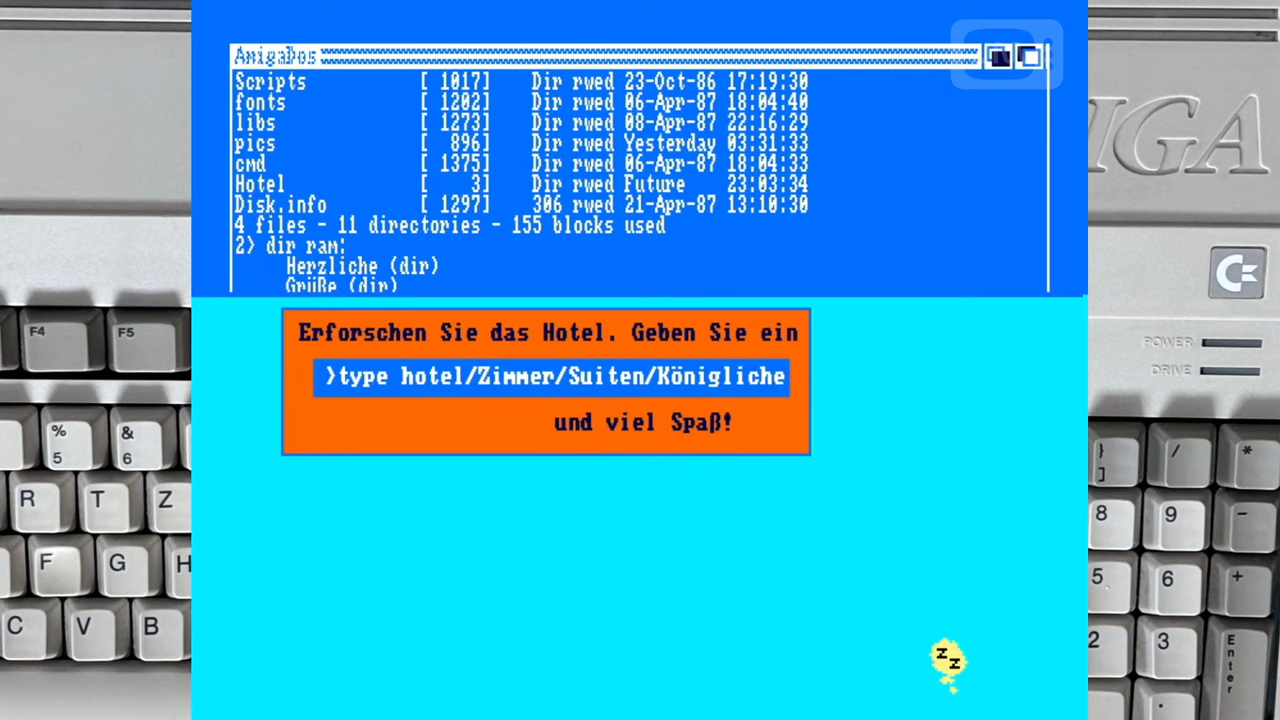 AmigaDos
Scripts [ 1017] Dir rwed 23-Oct-86 17:19:30
fonts [ 1202] Dir rwed 06-Apr-87 18:04:40
libs [ 1273] Dir rwed 08-Apr-87 22:16:29
pics [ 896] Dir rwed Yesterday 03:31:33
cmd [ 1375] Dir rwed 06-Apr-87 18:04:33
Hotel [ 3] Dir rwed Future 23:03:34
Disk.info [ 1297] 306 rwed 21-Apr-87 13:10:30
4 files - 11 directories - 155 blocks used
2> dir ram:
Herzliche (dir)
Grüße (dir)
Erforschen Sie das Hotel. Geben Sie ein
>type hotel/Zimmer/Suiten/Königliche
und viel Spaß!
z z
IGA
POWER
DRIVE
F4 F5
% 5 & 6
R T Z
F G H
C V B
} ] / *
8 9 -
5 6 +
2 3 Enter
.